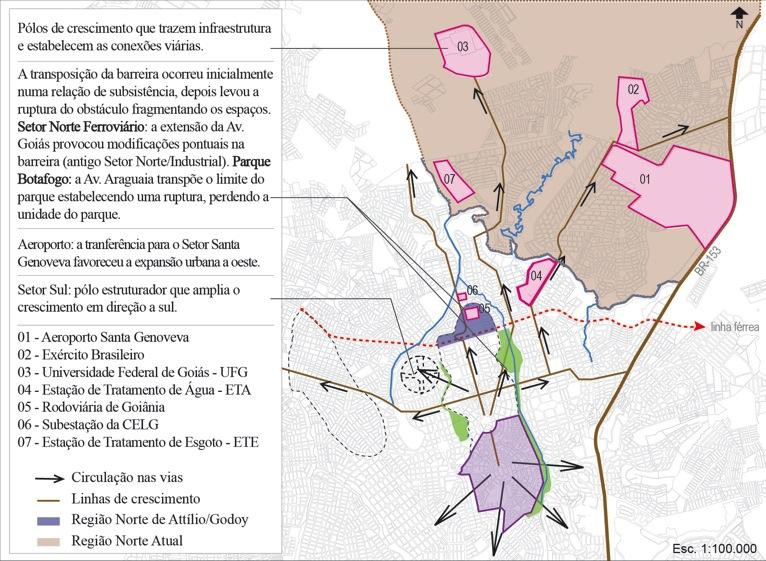 Pólos de crescimento que trazem infraestrutura
e estabelecem as conexões viárias.
A transposição da barreira ocorreu inicialmente
numa relação de subsistência, depois levou a
ruptura do obstáculo fragmentando os espaços.
Setor Norte Ferroviário: a extensão da Av.
Goiás provocou modificações pontuais na
barreira (antigo Setor Norte/Industrial). Parque
Botafogo: a Av. Araguaia transpõe o limite do
parque estabelecendo uma ruptura, perdendo a
unidade do parque.
Aeroporto: a tranferência para o Setor Santa
Genoveva favoreceu a expansão urbana a oeste.
Setor Sul: pólo estruturador que amplia o
crescimento em direção a sul.
01 - Aeroporto Santa Genoveva
02 - Exército Brasileiro
03 - Universidade Federal de Goiás - UFG
04 - Estação de Tratamento de Água - ETA
05 - Rodoviária de Goiânia
06 - Subestação da CELG
07 - Estação de Tratamento de Esgoto - ETE
Circulação nas vias
Linhas de crescimento
Região Norte de Attílio/Godoy
Região Norte Atual
N
03
02
01
07
04
06
05
BR-153
linha férrea
Esc. 1:100.000